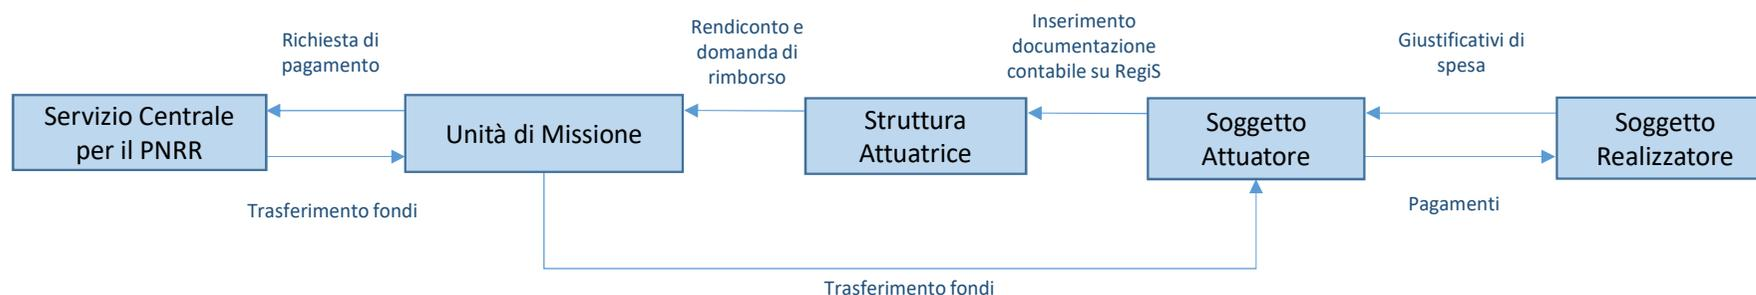 Richiesta di
pagamento
Rendiconto e
domanda di
rimborso
Inserimento
documentazione
contabile su RegiS
Giustificativi di
spesa
Servizio Centrale
per il PNRR
Unità di Missione
Struttura
Attuatrice
Soggetto
Attuatore
Soggetto
Realizzatore
Trasferimento fondi
Pagamenti
Trasferimento fondi